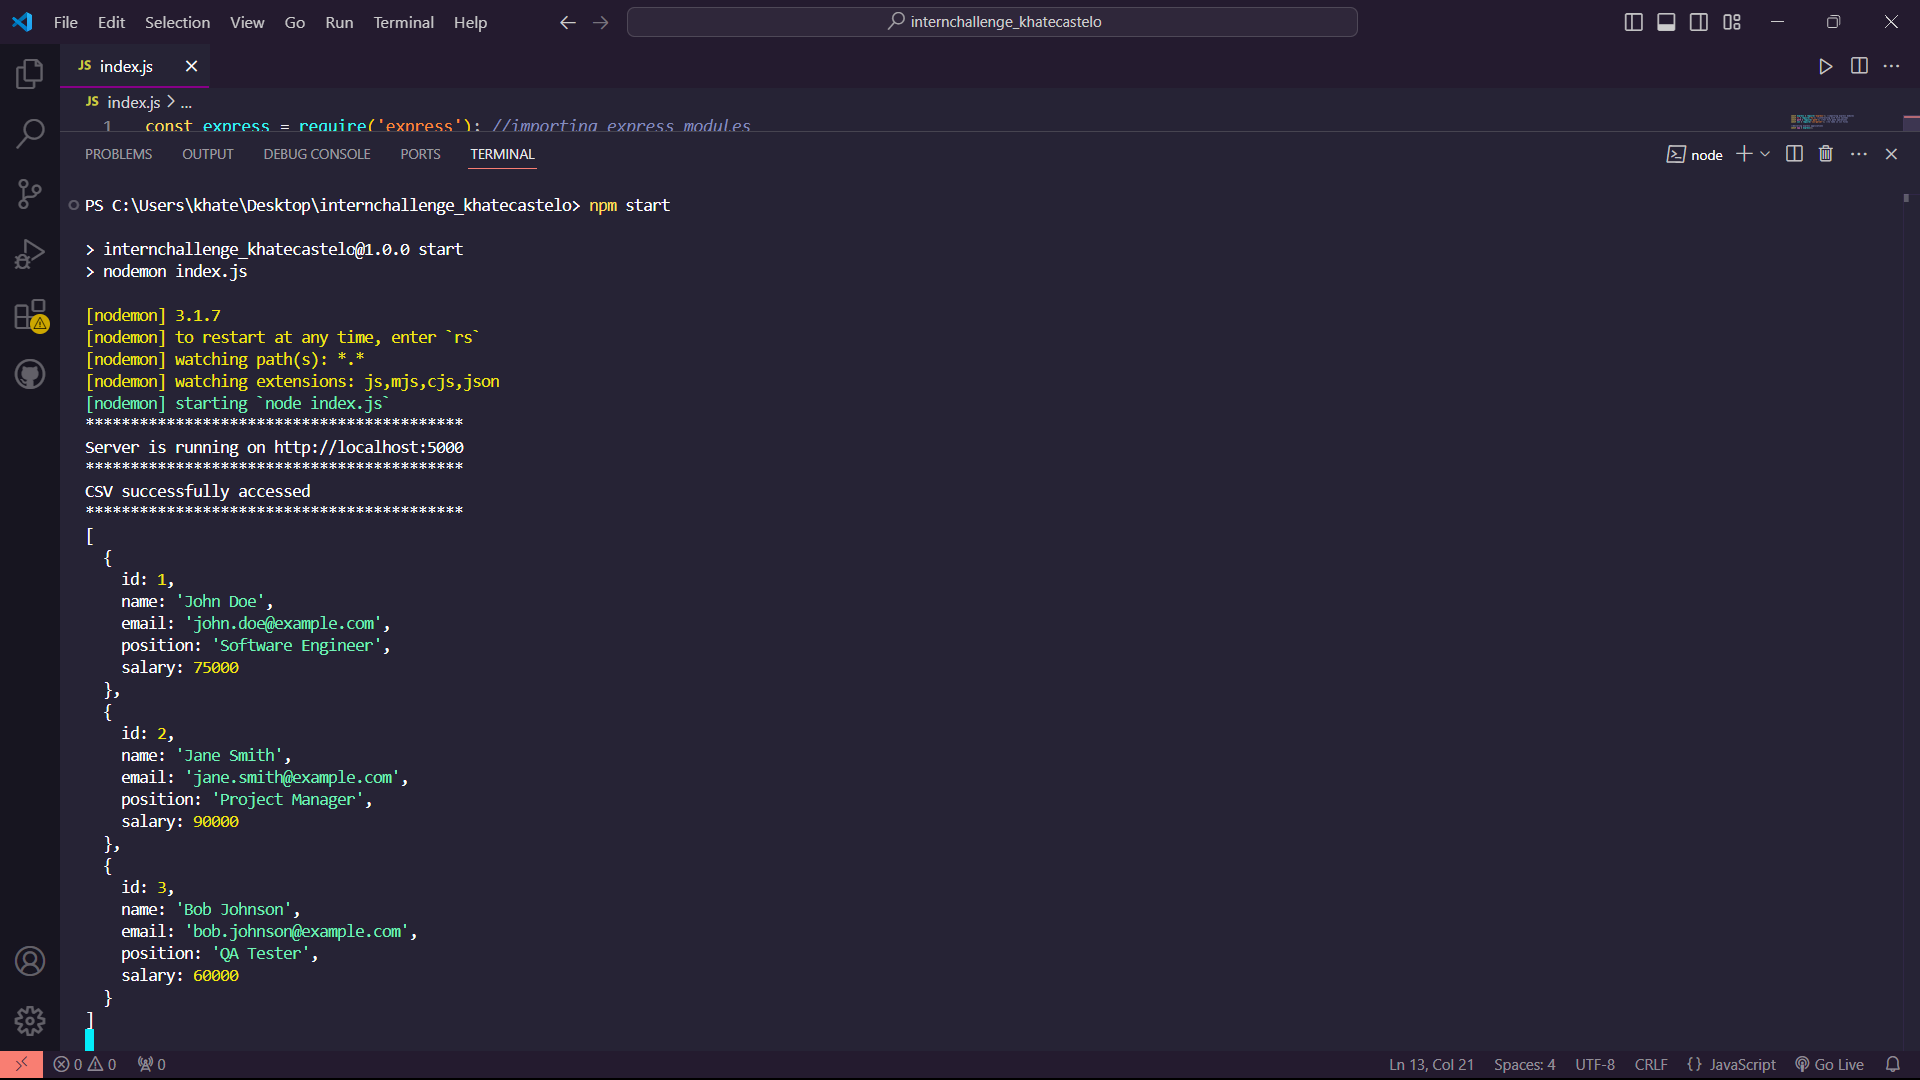 File Edit Selection View Go Run Terminal Help
internchallenge_khatecastelo
JS index.js
JS index.js > ...
1 const express = require('express'); //importing express modules
PROBLEMS OUTPUT DEBUG CONSOLE PORTS TERMINAL
node
PS C:\Users\khate\Desktop\internchallenge_khatecastelo> npm start
> internchallenge_khatecastelo@1.0.0 start
> nodemon index.js
[nodemon] 3.1.7
[nodemon] to restart at any time, enter `rs`
[nodemon] watching path(s): *.*
[nodemon] watching extensions: js,mjs,cjs,json
[nodemon] starting `node index.js`
******************************************
Server is running on http://localhost:5000
******************************************
CSV successfully accessed
******************************************
[
  {
    id: 1,
    name: 'John Doe',
    email: 'john.doe@example.com',
    position: 'Software Engineer',
    salary: 75000
  },
  {
    id: 2,
    name: 'Jane Smith',
    email: 'jane.smith@example.com',
    position: 'Project Manager',
    salary: 90000
  },
  {
    id: 3,
    name: 'Bob Johnson',
    email: 'bob.johnson@example.com',
    position: 'QA Tester',
    salary: 60000
  }
]
0 0 0 Ln 13, Col 21 Spaces: 4 UTF-8 CRLF {} JavaScript Go Live